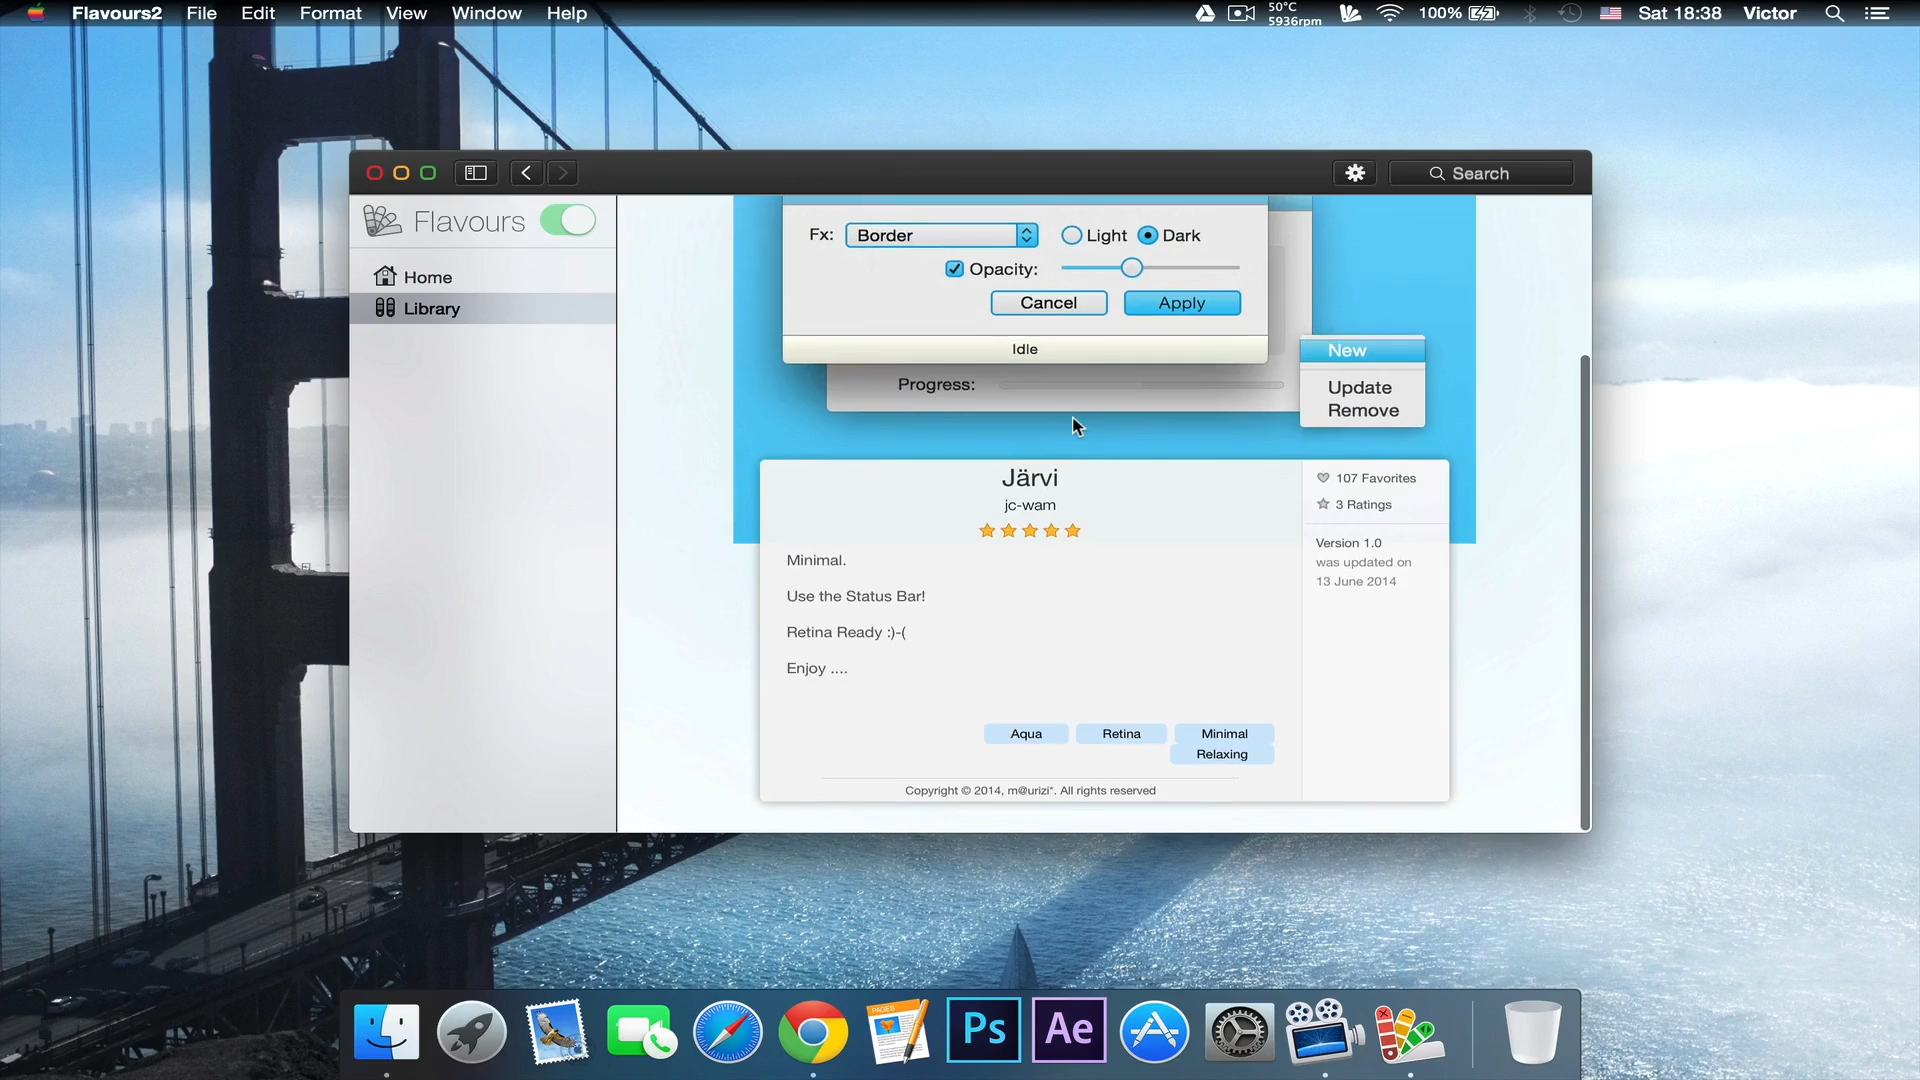 Flavours2 File Edit Format View Window Help
50°C
5936rpm
100%
Sat 18:38 Victor
Search
Flavours
Home
Library
Fx: Border Light Dark
Opacity:
Cancel Apply
Idle
Progress:
New
Update
Remove
Järvi
jc-wam
Minimal.
Use the Status Bar!
Retina Ready :)-(
Enjoy ....
107 Favorites
3 Ratings
Version 1.0
was updated on
13 June 2014
Aqua Retina Minimal
Relaxing
Copyright © 2014, m@urizi*. All rights reserved
PAGES
Ps
Ae